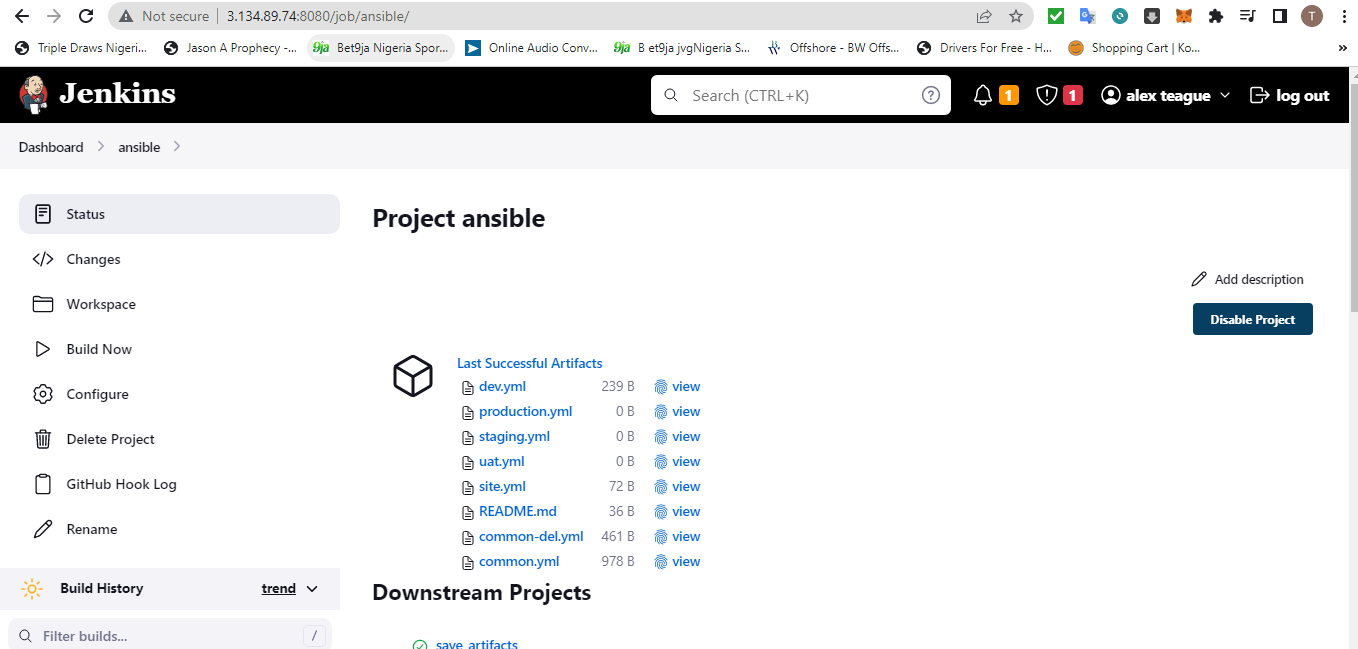 Not secure | 3.134.89.74:8080/job/ansible/
T
Triple Draws Nigeri... Jason A Prophecy -... 9ja Bet9ja Nigeria Spor... Online Audio Conv... 9ja B et9ja jvgNigeria S... Offshore - BW Offs... Drivers For Free - H... Shopping Cart | Ko... »
Jenkins Search (CTRL+K) ? 1 1 alex teague log out
Dashboard ansible
Status
Changes
Workspace
Build Now
Configure
Delete Project
GitHub Hook Log
Rename
Build History trend
Filter builds... /
Project ansible
Add description
Disable Project
Last Successful Artifacts
dev.yml 239 B view
production.yml 0 B view
staging.yml 0 B view
uat.yml 0 B view
site.yml 72 B view
README.md 36 B view
common-del.yml 461 B view
common.yml 978 B view
Downstream Projects
save_artifacts